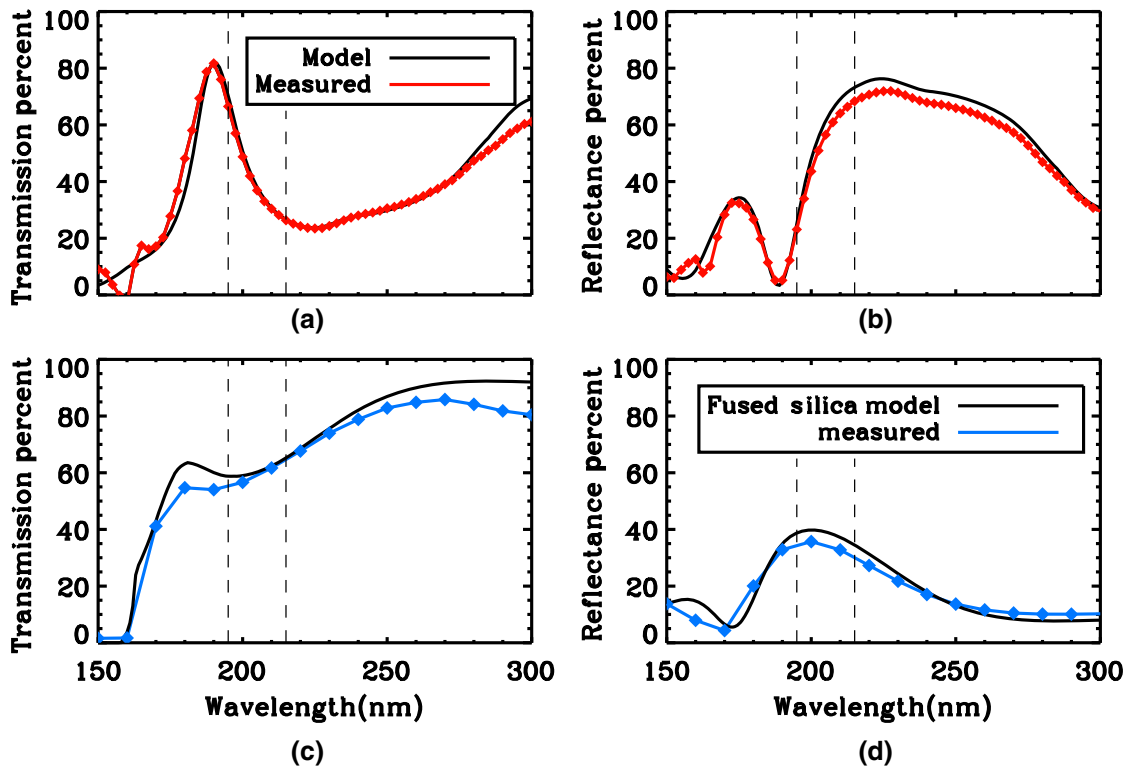 100
80
60
40
20
0
Transmission percent
Model
Measured
(a)
100
80
60
40
20
0
Reflectance percent
(b)
100
80
60
40
20
0
Transmission percent
150 200 250 300
Wavelength(nm)
(c)
100
80
60
40
20
0
Reflectance percent
Fused silica model
measured
150 200 250 300
Wavelength(nm)
(d)